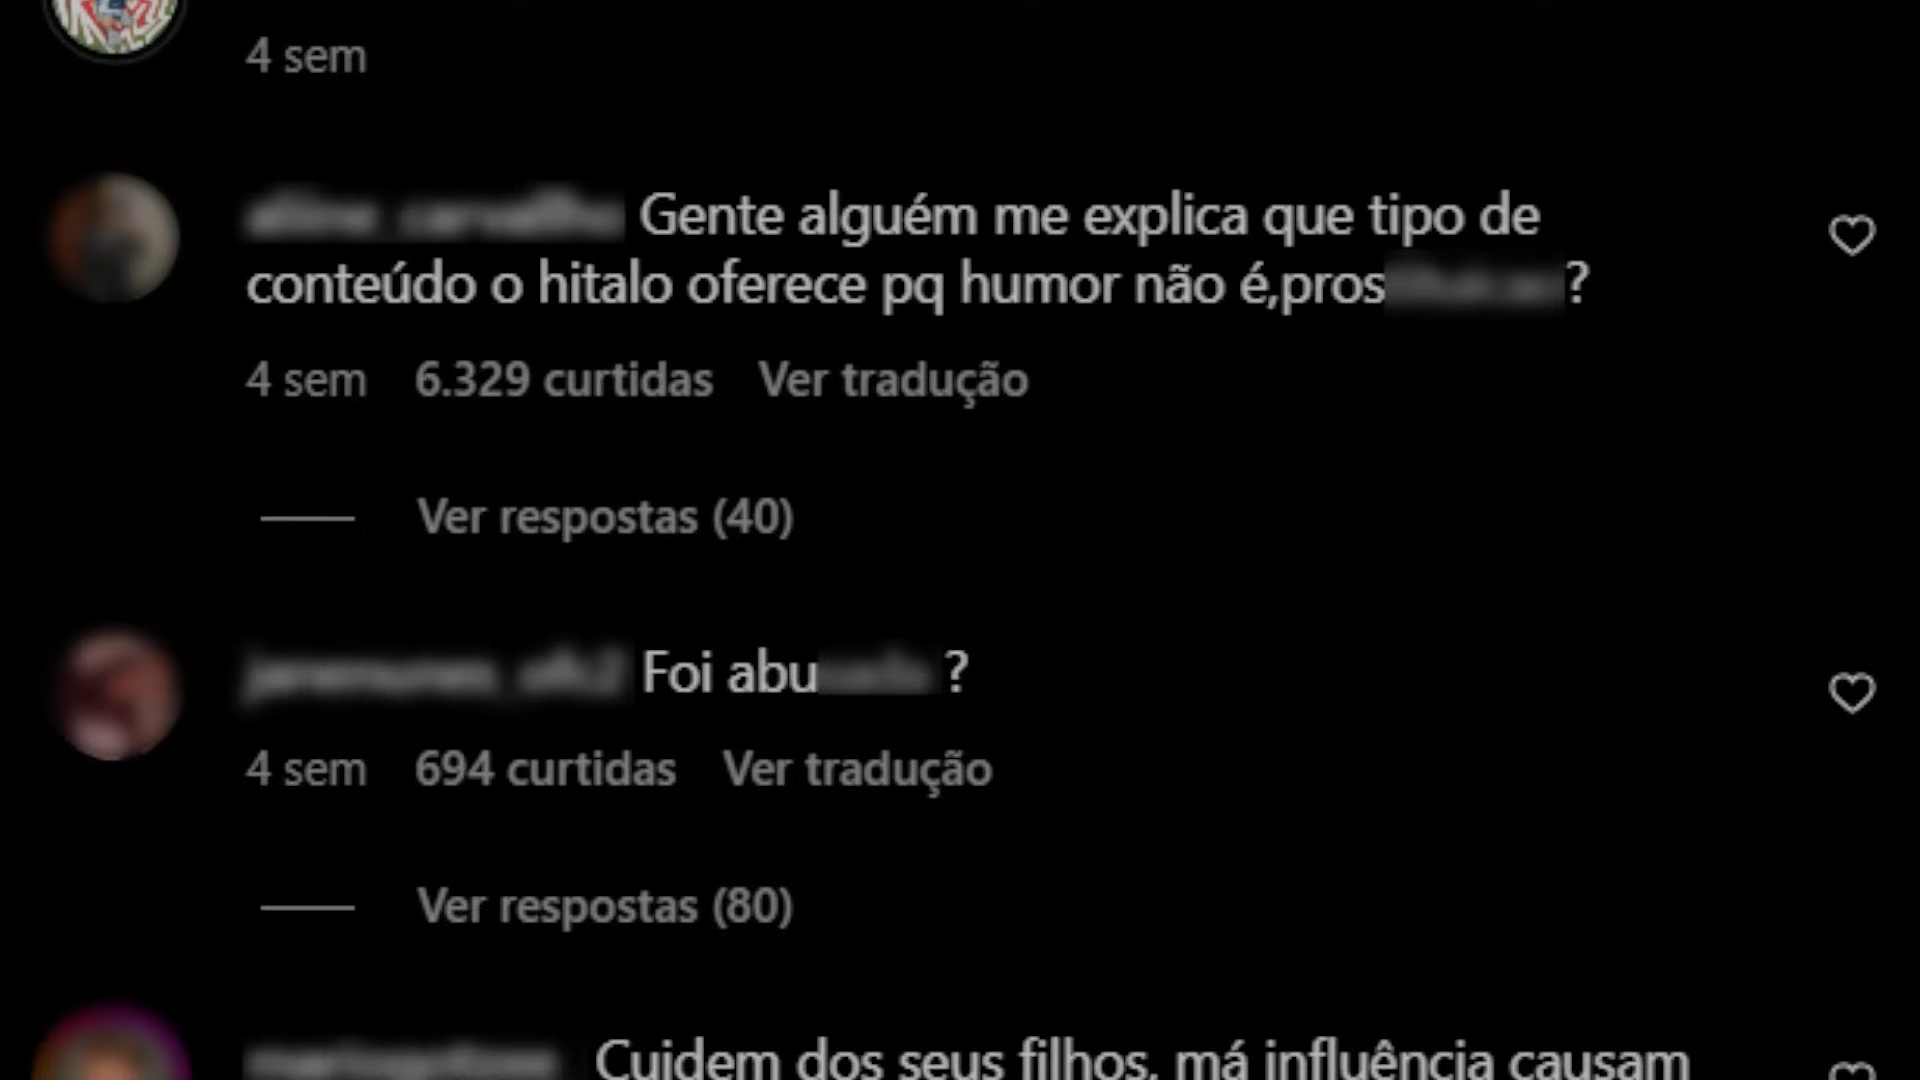 4 sem
Gente alguém me explica que tipo de
conteúdo o hitalo oferece pq humor não é,pros ?
4 sem 6.329 curtidas Ver tradução
Ver respostas (40)
Foi abu ?
4 sem 694 curtidas Ver tradução
Ver respostas (80)
Cuidem dos seus filhos, má influência causam